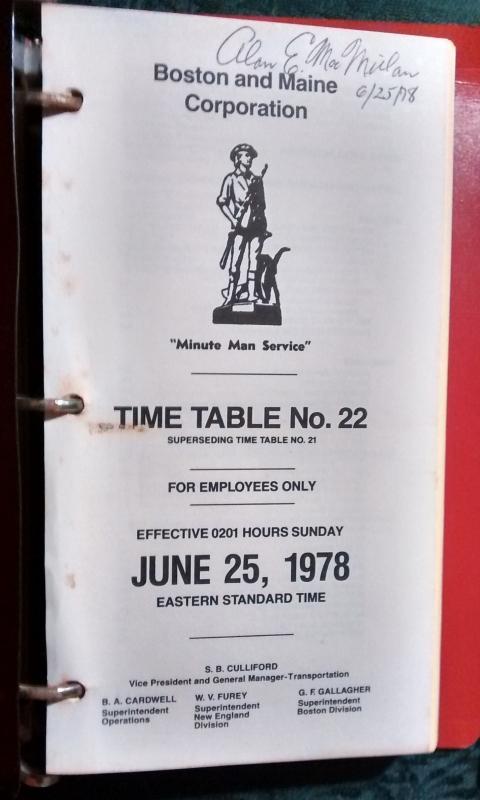 Alan E. MacMillan
6/25/78
Boston and Maine
Corporation
"Minute Man Service"
TIME TABLE No. 22
SUPERSEDING TIME TABLE NO. 21
FOR EMPLOYEES ONLY
EFFECTIVE 0201 HOURS SUNDAY
JUNE 25, 1978
EASTERN STANDARD TIME
S. B. CULLIFORD
Vice President and General Manager-Transportation
B. A. CARDWELL
Superintendent
Operations
W. V. FUREY
Superintendent
New England
Division
G. F. GALLAGHER
Superintendent
Boston Division